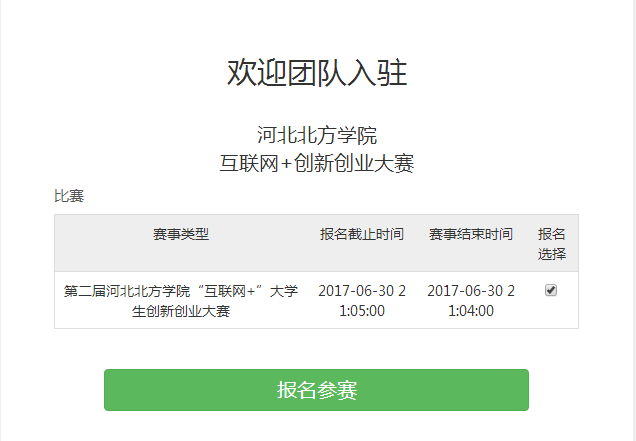 欢迎团队入驻
河北北方学院
互联网+创新创业大赛
比赛
赛事类型 报名截止时间 赛事结束时间 报名
选择
第二届河北北方学院“互联网+”大学 2017-06-30 2 2017-06-30 2
生创新创业大赛 1:05:00 1:04:00
报名参赛